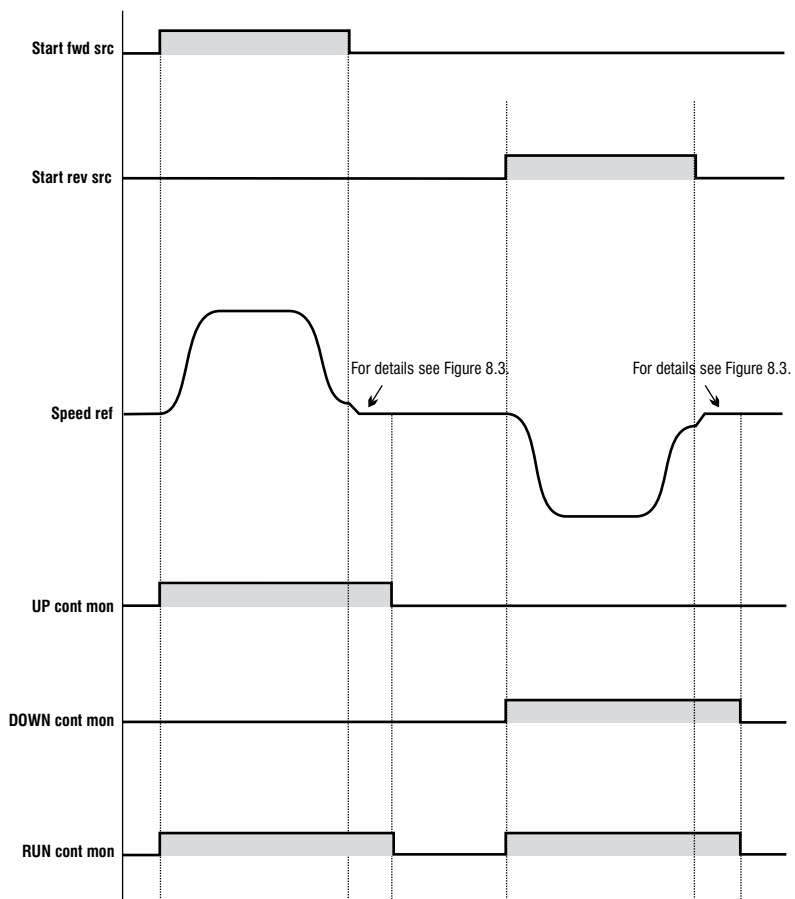 Start fwd src
Start rev src
For details see Figure 8.3.
For details see Figure 8.3.
Speed ref
UP cont mon
DOWN cont mon
RUN cont mon